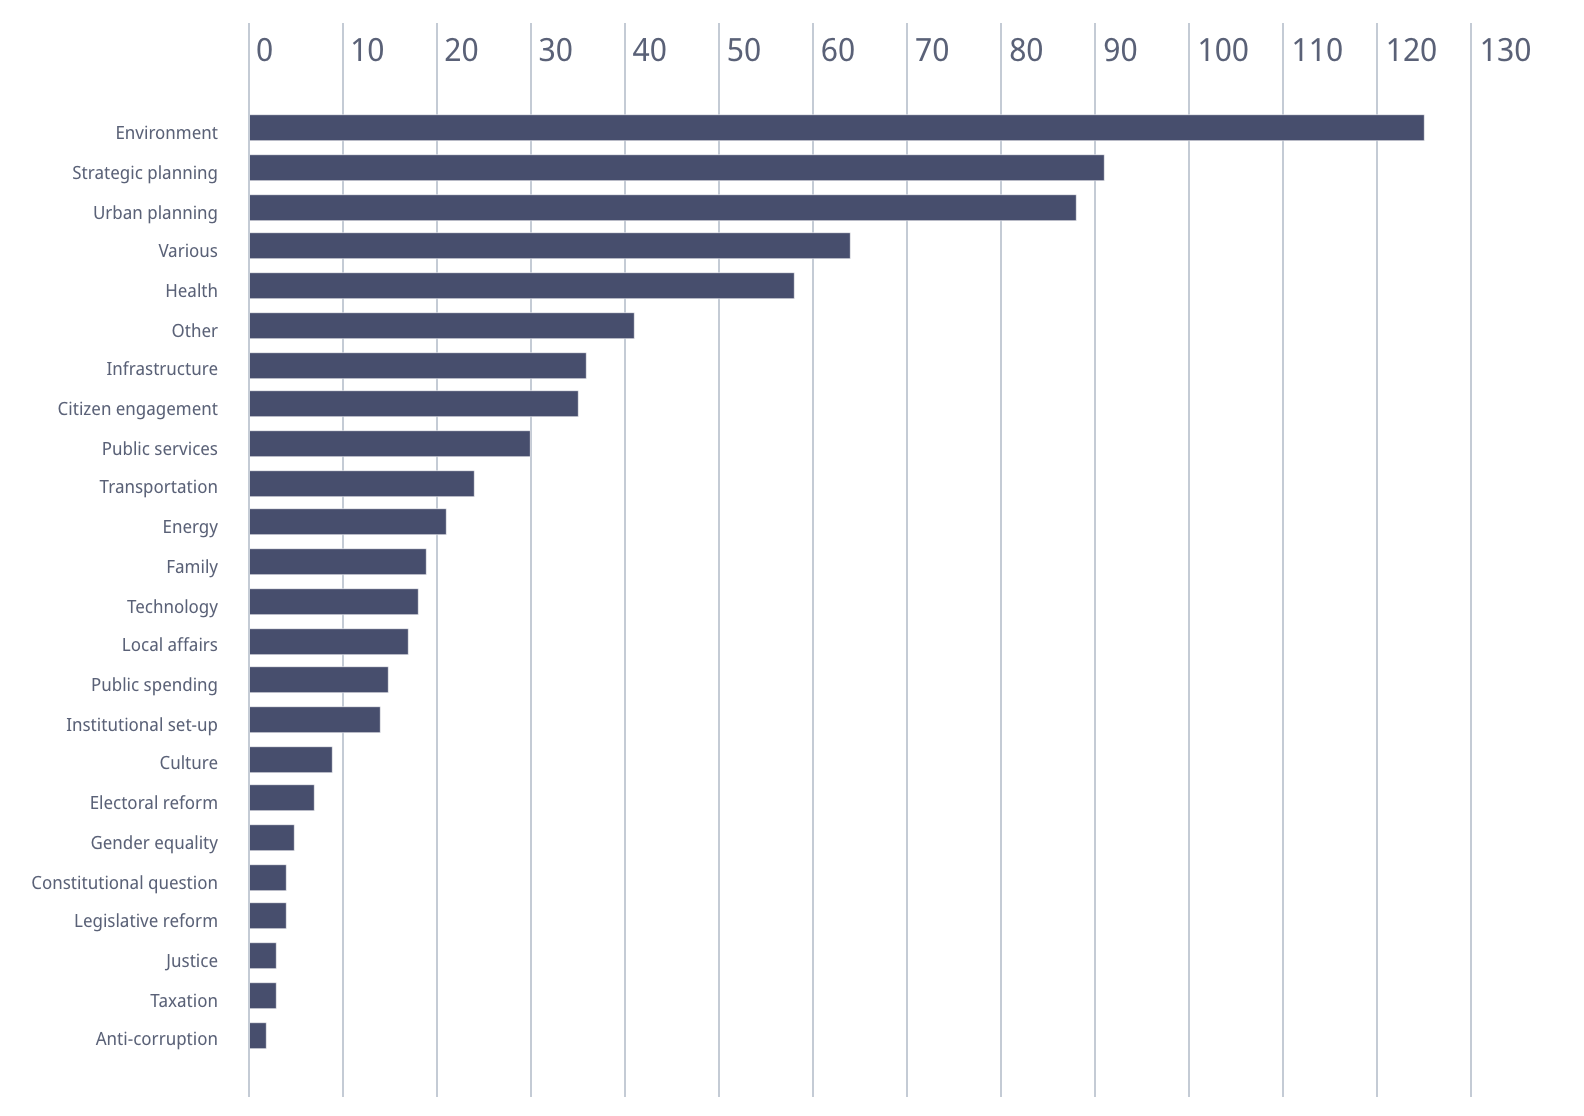 0 10 20 30 40 50 60 70 80 90 100 110 120 130
Environment
Strategic planning
Urban planning
Various
Health
Other
Infrastructure
Citizen engagement
Public services
Transportation
Energy
Family
Technology
Local affairs
Public spending
Institutional set-up
Culture
Electoral reform
Gender equality
Constitutional question
Legislative reform
Justice
Taxation
Anti-corruption